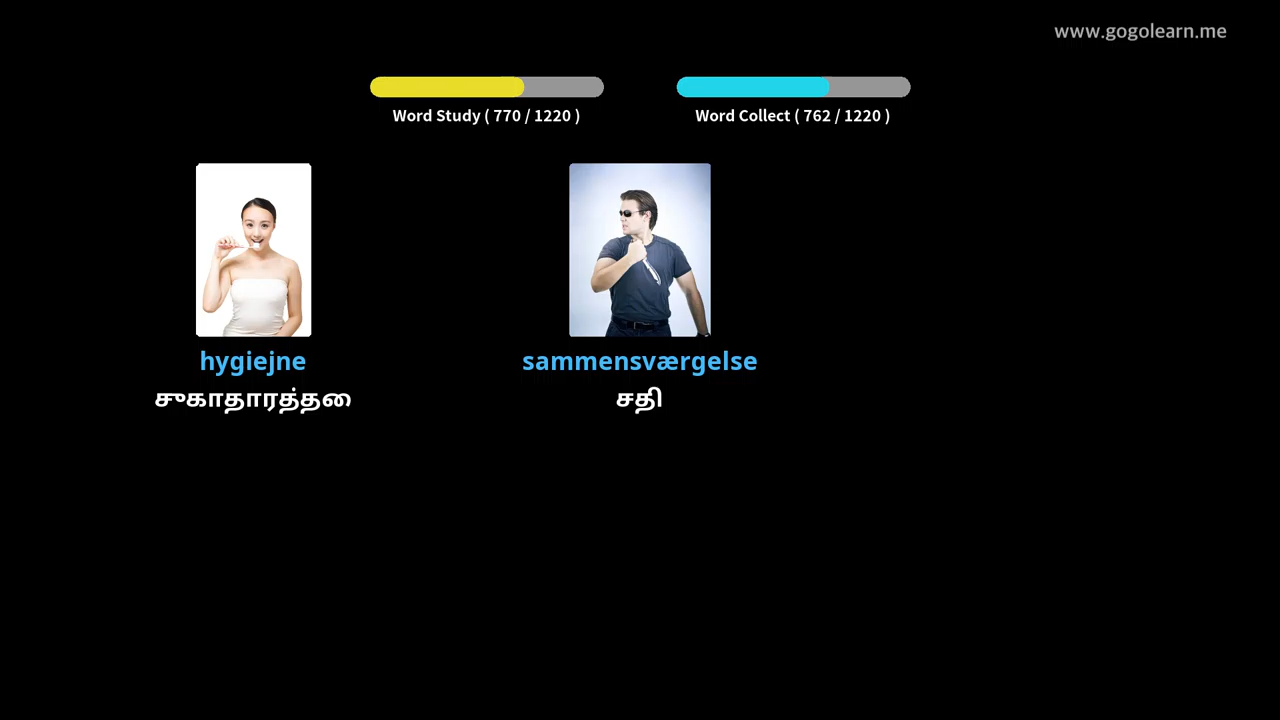 www.gogolearn.me
Word Study ( 770 / 1220 )
Word Collect ( 762 / 1220 )
hygiejne
சுகாதாரத்தை
sammensværgelse
சதி